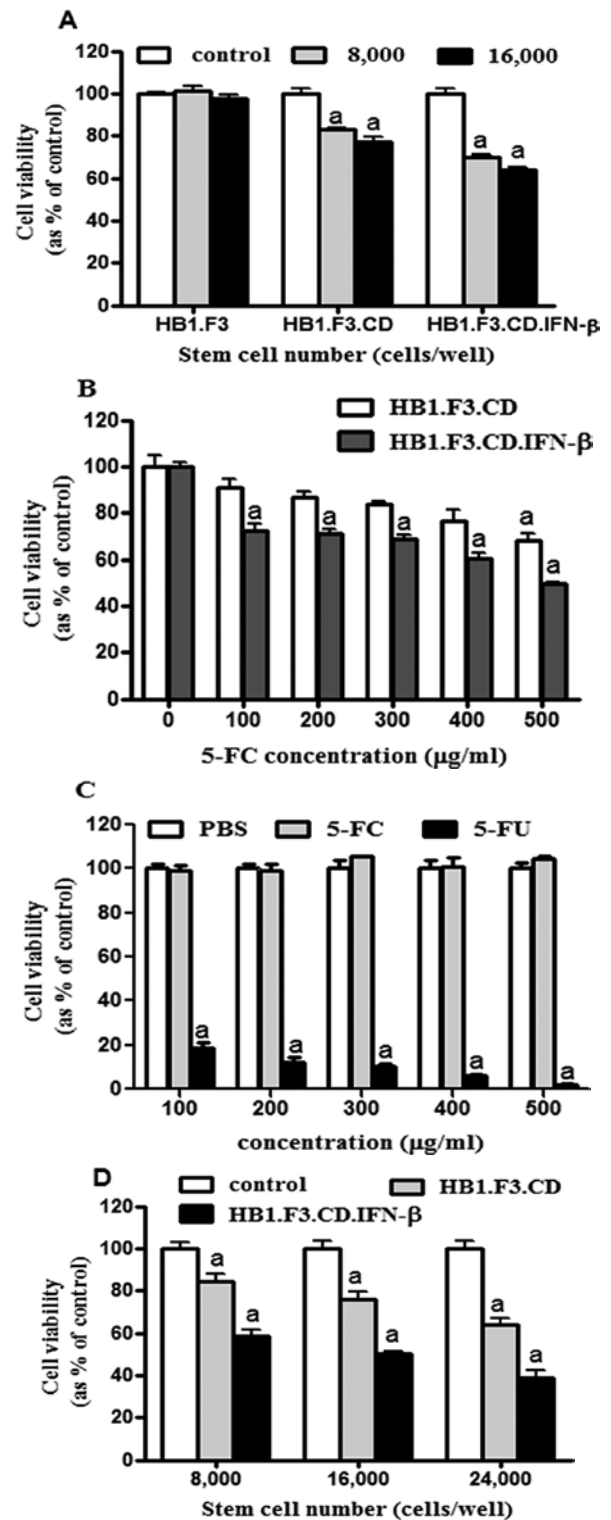 A
control 8,000 16,000
120
100
80
60
40
20
0
Cell viability
(as % of control)
a a a a
HB1.F3 HB1.F3.CD HB1.F3.CD.IFN-β
Stem cell number (cells/well)
B
HB1.F3.CD
HB1.F3.CD.IFN-β
120
100
80
60
40
20
0
Cell viability
(as % of control)
a a a a a a
0 100 200 300 400 500
5-FC concentration (µg/ml)
C
PBS 5-FC 5-FU
120
100
80
60
40
20
0
Cell viability
(as % of control)
a a a a a
100 200 300 400 500
concentration (µg/ml)
D
control HB1.F3.CD
HB1.F3.CD.IFN-β
120
100
80
60
40
20
0
Cell viability
(as % of control)
a a a a a a
8,000 16,000 24,000
Stem cell number (cells/well)